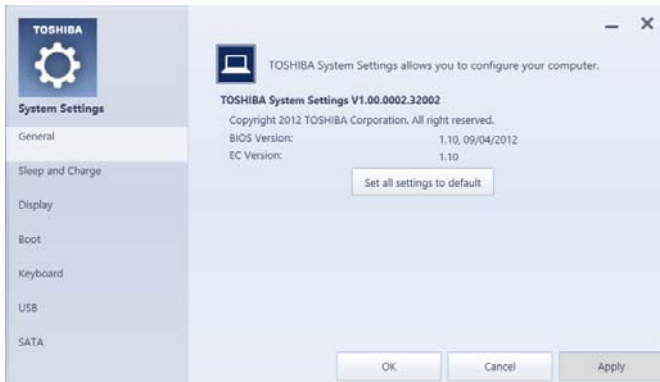 TOSHIBA
System Settings
General
Sleep and Charge
Display
Boot
Keyboard
USB
SATA
TOSHIBA System Settings allows you to configure your computer.
TOSHIBA System Settings V1.00.0002.32002
Copyright 2012 TOSHIBA Corporation. All right reserved.
BIOS Version: 1.10, 09/04/2012
EC Version: 1.10
Set all settings to default
OK Cancel Apply